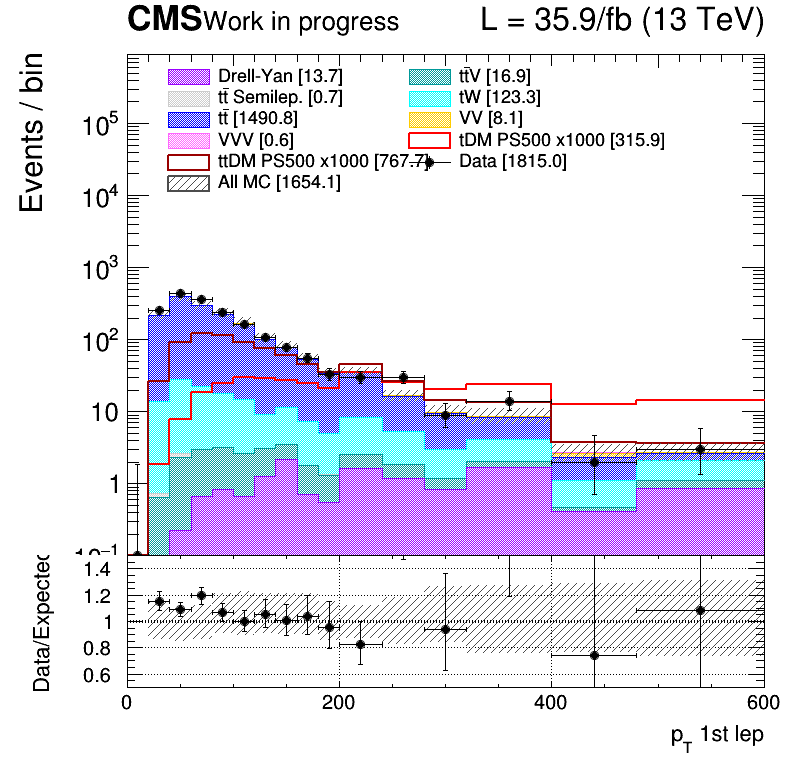 CMS Work in progress L = 35.9/fb (13 TeV)
Events / bin
Drell-Yan [13.7] tt̄V [16.9]
tt̄ Semilep. [0.7] tW [123.3]
tt̄ [1490.8] VV [8.1]
VVV [0.6] tDM PS500 x1000 [315.9]
ttDM PS500 x1000 [767.7] Data [1815.0]
All MC [1654.1]
10⁵
10⁴
10³
10²
10
1
10⁻¹
Data/Expected
1.4
1.2
1
0.8
0.6
0 200 400 600
p_T 1st lep